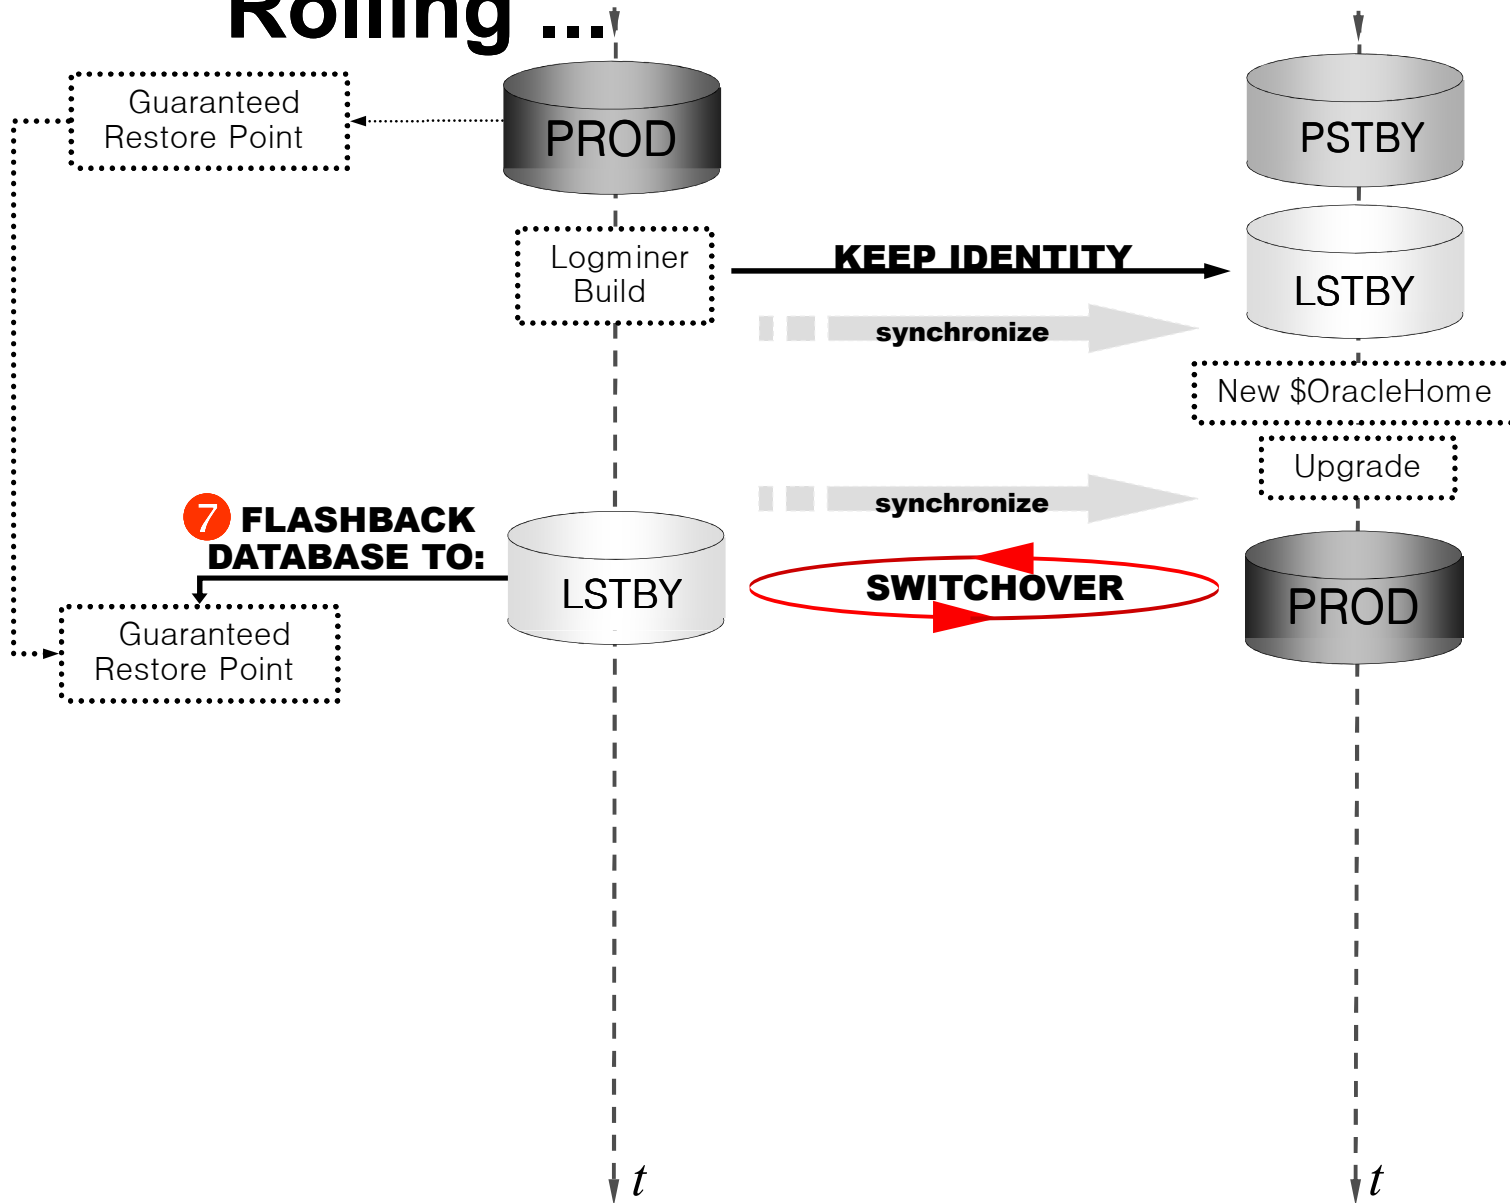 Rolling ...
Guaranteed
Restore Point
PROD
PSTBY
Logminer
Build
KEEP IDENTITY
LSTBY
synchronize
New $OracleHome
Upgrade
synchronize
7 FLASHBACK
DATABASE TO:
LSTBY
SWITCHOVER
PROD
Guaranteed
Restore Point
t
t